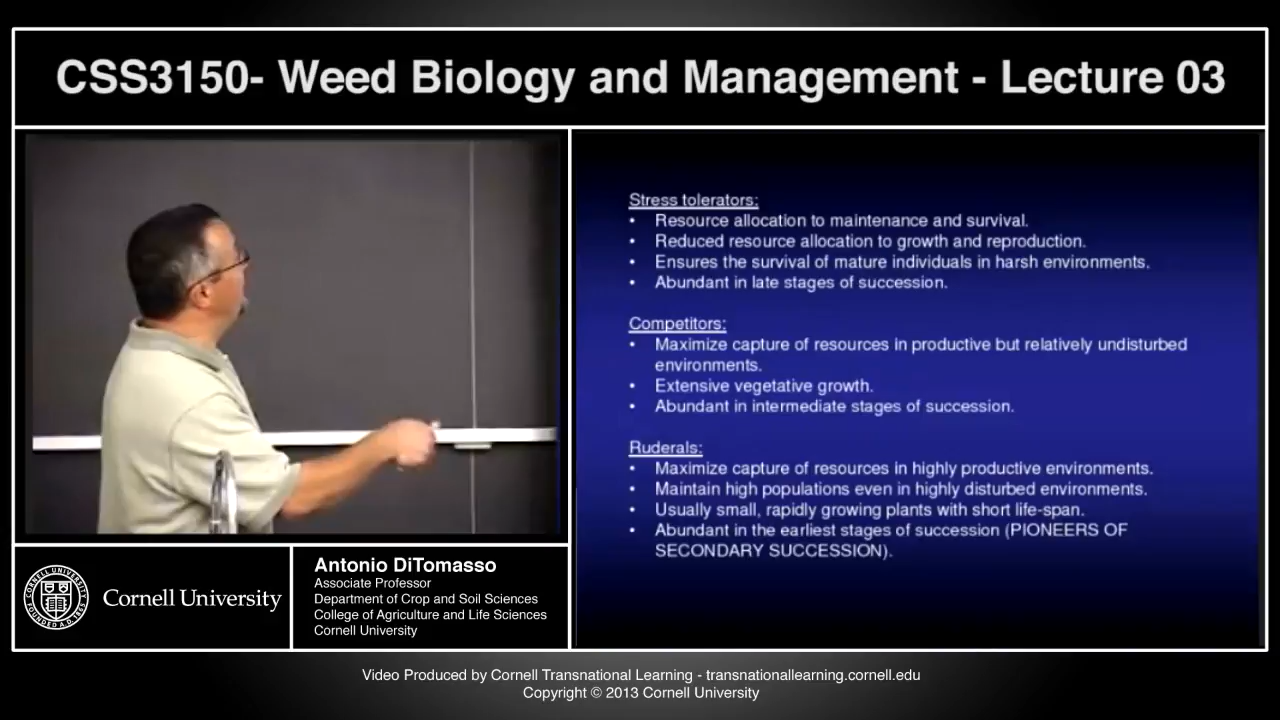 CSS3150- Weed Biology and Management - Lecture 03
Stress tolerators:
• Resource allocation to maintenance and survival.
• Reduced resource allocation to growth and reproduction.
• Ensures the survival of mature individuals in harsh environments.
• Abundant in late stages of succession.
Competitors:
• Maximize capture of resources in productive but relatively undisturbed
environments.
• Extensive vegetative growth.
• Abundant in intermediate stages of succession.
Ruderals:
• Maximize capture of resources in highly productive environments.
• Maintain high populations even in highly disturbed environments.
• Usually small, rapidly growing plants with short life-span.
• Abundant in the earliest stages of succession (PIONEERS OF
SECONDARY SUCCESSION).
CORNELL UNIVERSITY
FOUNDED A.D. 1865
Cornell University
Antonio DiTomasso
Associate Professor
Department of Crop and Soil Sciences
College of Agriculture and Life Sciences
Cornell University
Video Produced by Cornell Transnational Learning - transnationallearning.cornell.edu
Copyright © 2013 Cornell University